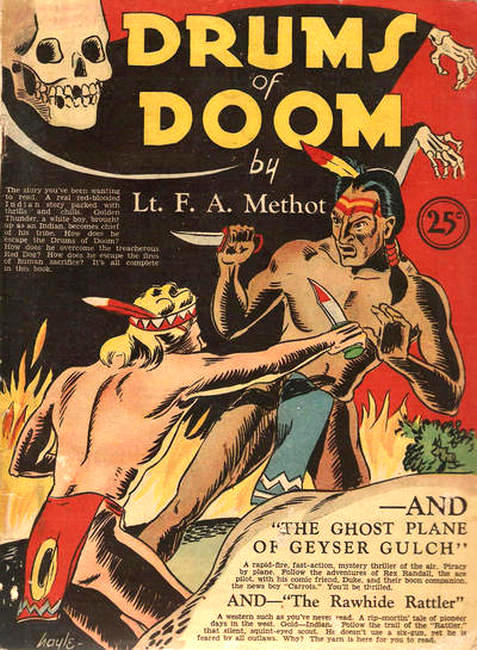 DRUMS
of
DOOM
by
Lt. F. A. Methot
25¢
The story you've been wanting
to read. A real red-blooded
Indian story packed with
thrills and chills. Golden
Thunder, a white boy, brought
up as an Indian, becomes chief
of his tribe. How does he
escape the Drums of Doom?
How does he overcome the treacherous
Red Dog? How does he escape the fires
of human sacrifice? It's all complete
in this book.
—AND
"THE GHOST PLANE
OF GEYSER GULCH"
A rapid-fire, fast-action, mystery thriller of the air. Piracy
by plane. Follow the adventures of Rex Randall, the ace
pilot, with his comic friend, Duke, and their boon companion,
the news boy "Carrots." You'll be thrilled.
AND—"The Rawhide Rattler"
A western such as you've never read. A rip-mortin' tale of pioneer
days in the west. Gold—Indian. Follow the trail of the "Rattler,"
that silent, squint-eyed scout. He doesn't use a six-gun, yet he is
feared by all outlaws. Why? The yarn is here for you to read.
hayle-